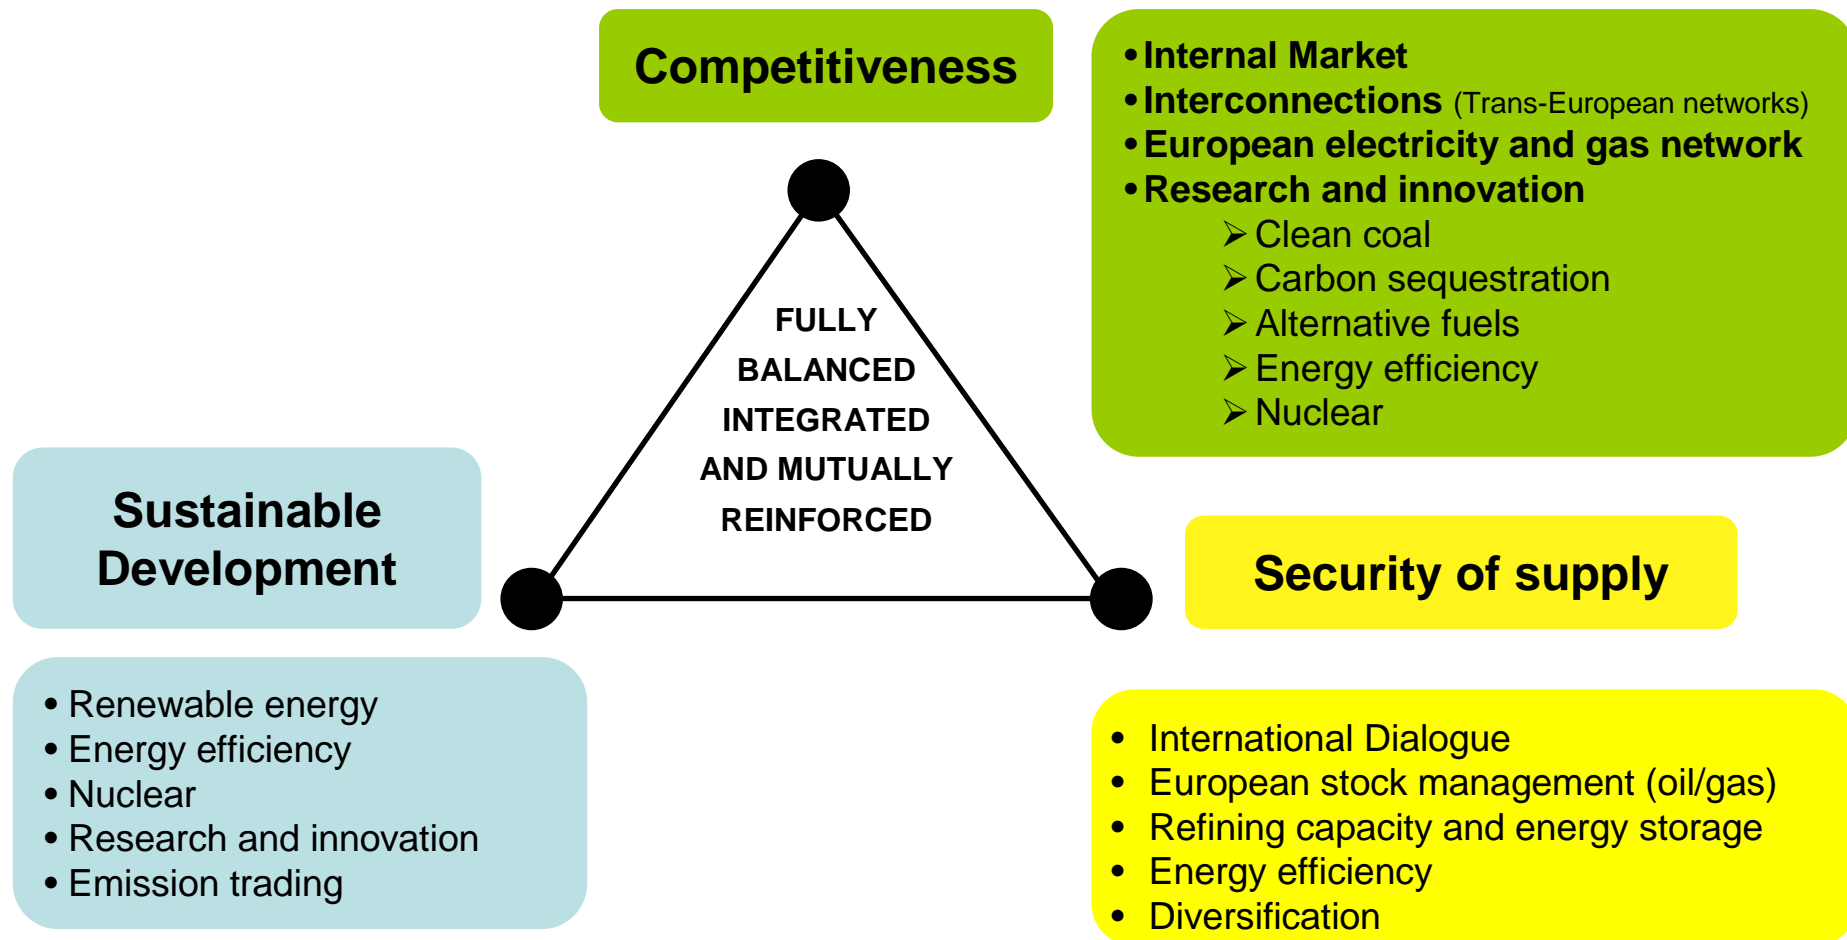 Competitiveness
• Internal Market
• Interconnections (Trans-European networks)
• European electricity and gas network
• Research and innovation
➢ Clean coal
➢ Carbon sequestration
➢ Alternative fuels
➢ Energy efficiency
➢ Nuclear
FULLY
BALANCED
INTEGRATED
AND MUTUALLY
REINFORCED
Sustainable
Development
• Renewable energy
• Energy efficiency
• Nuclear
• Research and innovation
• Emission trading
Security of supply
• International Dialogue
• European stock management (oil/gas)
• Refining capacity and energy storage
• Energy efficiency
• Diversification